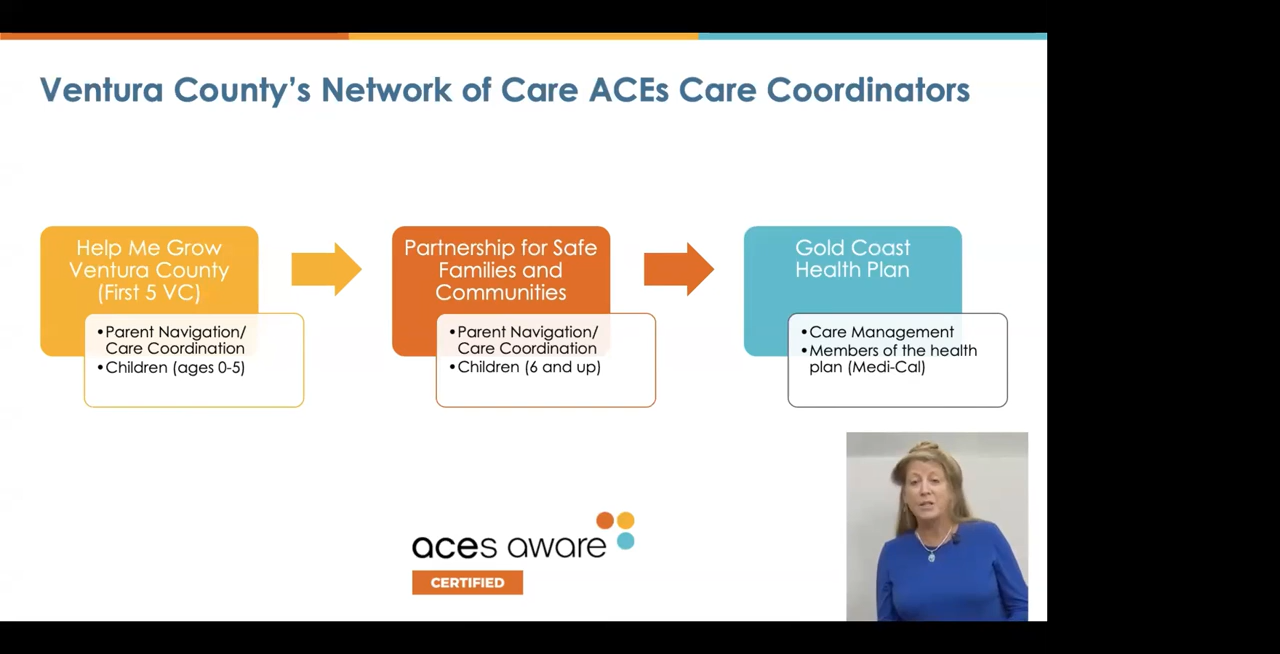 Ventura County’s Network of Care ACEs Care Coordinators
Help Me Grow
Ventura County
(First 5 VC)
•Parent Navigation/
Care Coordination
•Children (ages 0-5)
Partnership for Safe
Families and
Communities
•Parent Navigation/
Care Coordination
•Children (6 and up)
Gold Coast
Health Plan
•Care Management
•Members of the health
plan (Medi-Cal)
aces aware
CERTIFIED